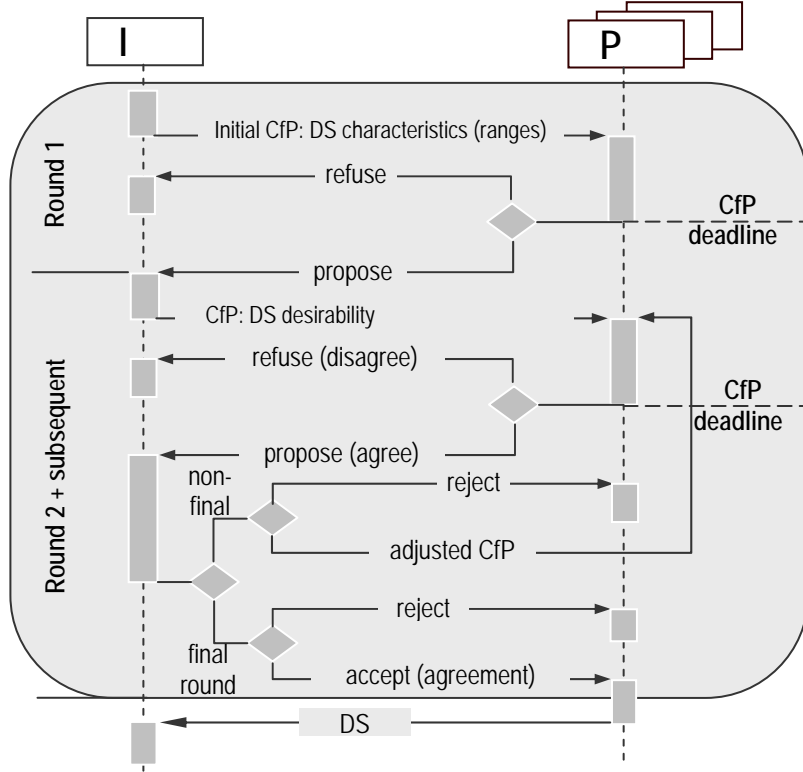 I
P
Round 1
Initial CfP: DS characteristics (ranges)
refuse
CfP
deadline
propose
Round 2 + subsequent
CfP: DS desirability
refuse (disagree)
CfP
deadline
propose (agree)
non-
final
reject
adjusted CfP
reject
final
round
accept (agreement)
DS